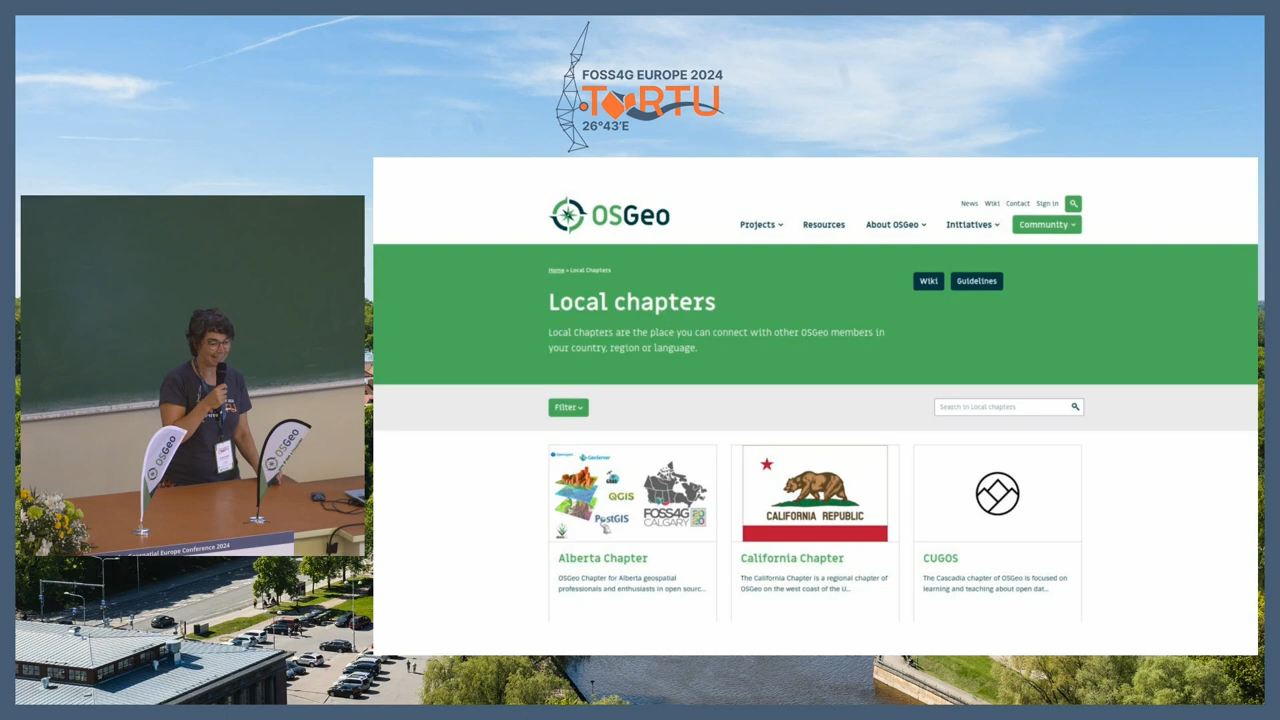 FOSS4G EUROPE 2024
TARTU
26°43'E
OSGeo
News Wiki Contact Sign in
Projects Resources About OSGeo Initiatives Community
Home » Local Chapters
Wiki Guidelines
Local chapters
Local Chapters are the place you can connect with other OSGeo members in
your country, region or language.
Filter
Search in Local chapters
GeoServer
QGIS
PostGIS
FOSS4G
CALGARY
CALIFORNIA REPUBLIC
Alberta Chapter
OSGeo Chapter for Alberta geospatial
professionals and enthusiasts in open sourc...
California Chapter
The California Chapter is a regional chapter of
OSGeo on the west coast of the U...
CUGOS
The Cascadia chapter of OSGeo is focused on
learning and teaching about open dat...
OSGeo
OSGeo
Europe Conference 2024